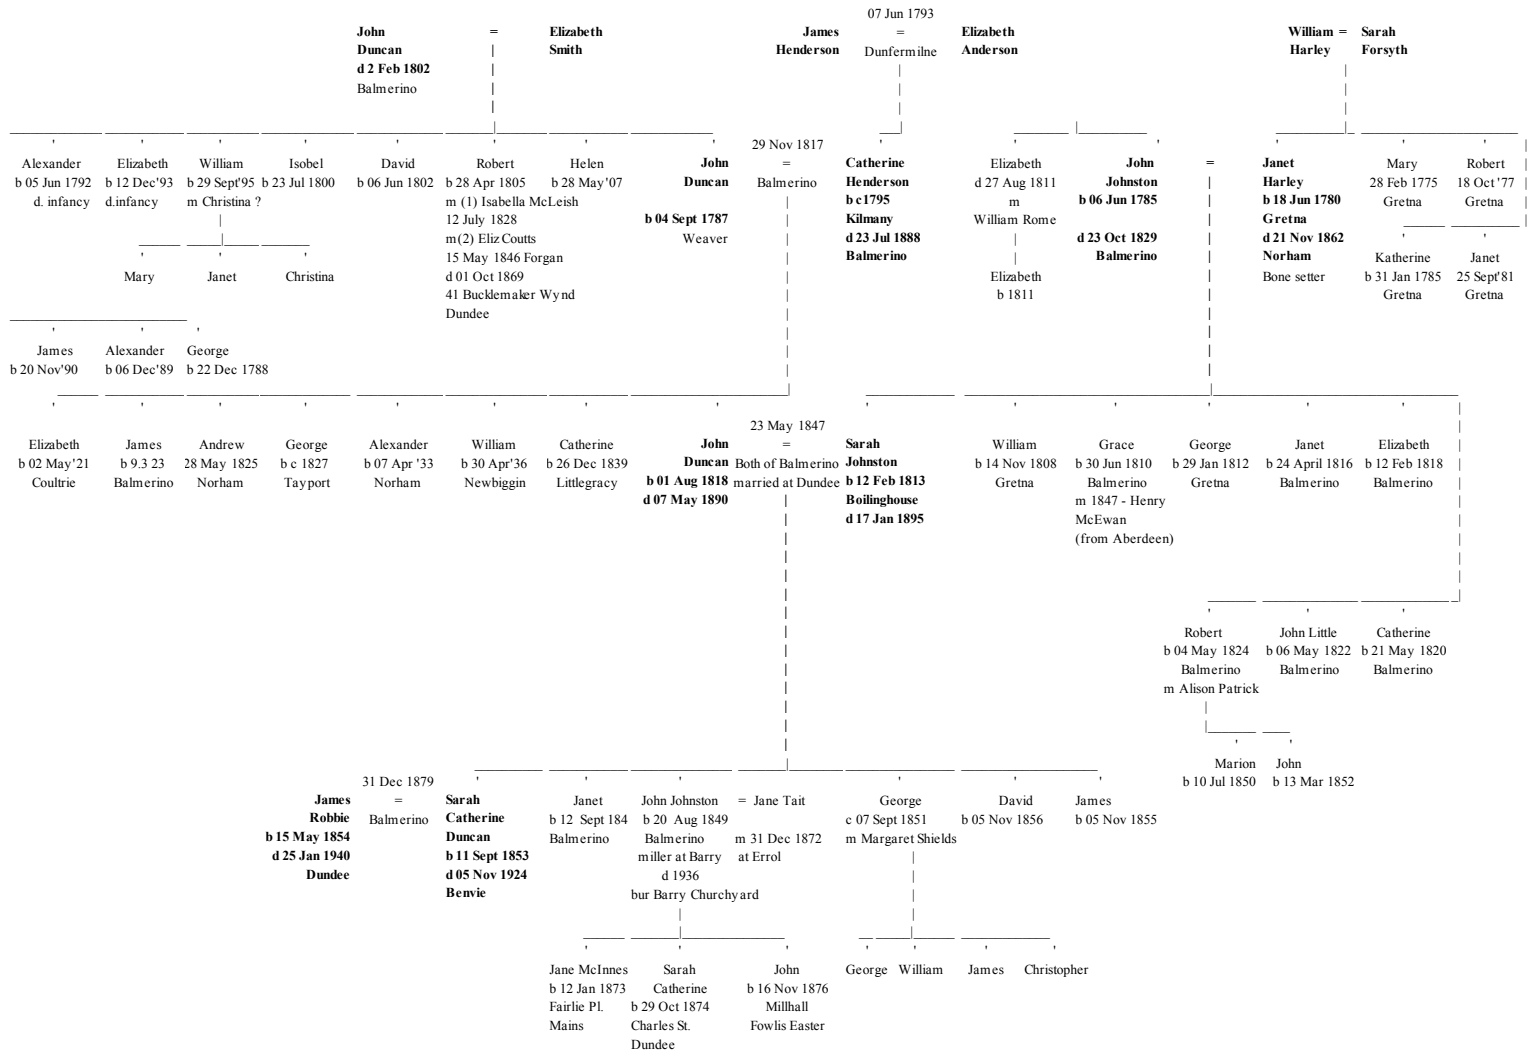 07 Jun 1793
John = Elizabeth James = Elizabeth William = Sarah
Duncan Smith Henderson Dunfermilne Anderson Harley Forsyth
d 2 Feb 1802
Balmerino
29 Nov 1817
Alexander Elizabeth William Isobel David Robert Helen John = Catherine Elizabeth John = Janet Mary Robert
b 05 Jun 1792 b 12 Dec'93 b 29 Sept'95 b 23 Jul 1800 b 06 Jun 1802 b 28 Apr 1805 b 28 May'07 Duncan Balmerino Henderson d 27 Aug 1811 Johnston Harley 28 Feb 1775 18 Oct '77
d. infancy d.infancy m Christina ? m (1) Isabella McLeish b c1795 m b 06 Jun 1785 b 18 Jun 1780 Gretna Gretna
12 July 1828 b 04 Sept 1787 Kilmany William Rome Gretna
m(2) Eliz Coutts Weaver d 23 Jul 1888 d 23 Oct 1829 d 21 Nov 1862
15 May 1846 Forgan Balmerino Balmerino Norham Katherine Janet
Mary Janet Christina d 01 Oct 1869 Elizabeth Bone setter b 31 Jan 1785 25 Sept'81
41 Bucklemaker Wynd b 1811 Gretna Gretna
Dundee
James Alexander George
b 20 Nov'90 b 06 Dec'89 b 22 Dec 1788
23 May 1847
Elizabeth James Andrew George Alexander William Catherine John = Sarah William Grace George Janet Elizabeth
b 02 May'21 b 9.3 23 28 May 1825 b c 1827 b 07 Apr '33 b 30 Apr'36 b 26 Dec 1839 Duncan Both of Balmerino Johnston b 14 Nov 1808 b 30 Jun 1810 b 29 Jan 1812 b 24 April 1816 b 12 Feb 1818
Coultrie Balmerino Norham Tayport Norham Newbiggin Littlegracy b 01 Aug 1818 married at Dundee b 12 Feb 1813 Gretna Balmerino Gretna Balmerino Balmerino
d 07 May 1890 Boilinghouse m 1847 - Henry
d 17 Jan 1895 McEwan
(from Aberdeen)
Robert John Little Catherine
b 04 May 1824 b 06 May 1822 b 21 May 1820
Balmerino Balmerino Balmerino
m Alison Patrick
Marion John
b 10 Jul 1850 b 13 Mar 1852
31 Dec 1879
James = Sarah Janet John Johnston = Jane Tait George David James
Robbie Balmerino Catherine b 12 Sept 184 b 20 Aug 1849 c 07 Sept 1851 b 05 Nov 1856 b 05 Nov 1855
b 15 May 1854 Duncan Balmerino Balmerino m 31 Dec 1872 m Margaret Shields
d 25 Jan 1940 b 11 Sept 1853 miller at Barry at Errol
Dundee d 05 Nov 1924 d 1936
Benvie bur Barry Churchyard
Jane McInnes Sarah John George William James Christopher
b 12 Jan 1873 Catherine b 16 Nov 1876
Fairlie Pl. b 29 Oct 1874 Millhall
Mains Charles St. Fowlis Easter
Dundee